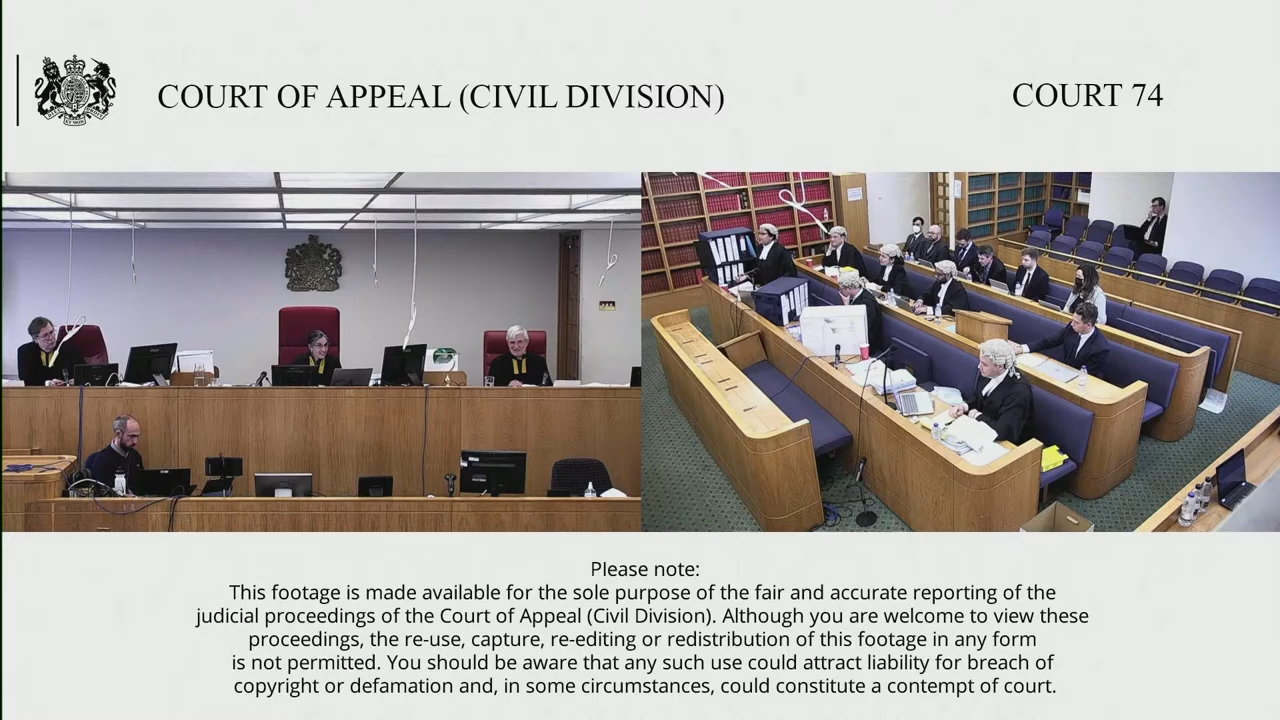 COURT OF APPEAL (CIVIL DIVISION)
COURT 74
Please note:
This footage is made available for the sole purpose of the fair and accurate reporting of the
judicial proceedings of the Court of Appeal (Civil Division). Although you are welcome to view these
proceedings, the re-use, capture, re-editing or redistribution of this footage in any form
is not permitted. You should be aware that any such use could attract liability for breach of
copyright or defamation and, in some circumstances, could constitute a contempt of court.